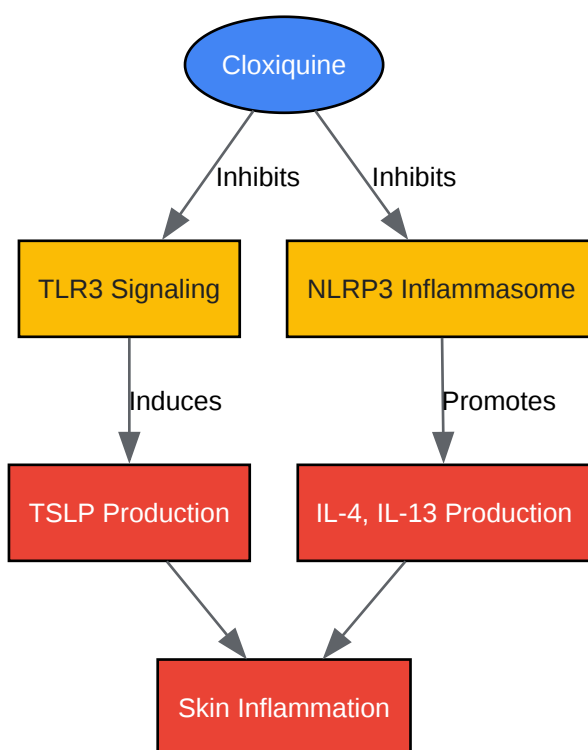 Cloxiquine
Inhibits
Inhibits
TLR3 Signaling
NLRP3 Inflammasome
Induces
Promotes
TSLP Production
IL-4, IL-13 Production
Skin Inflammation